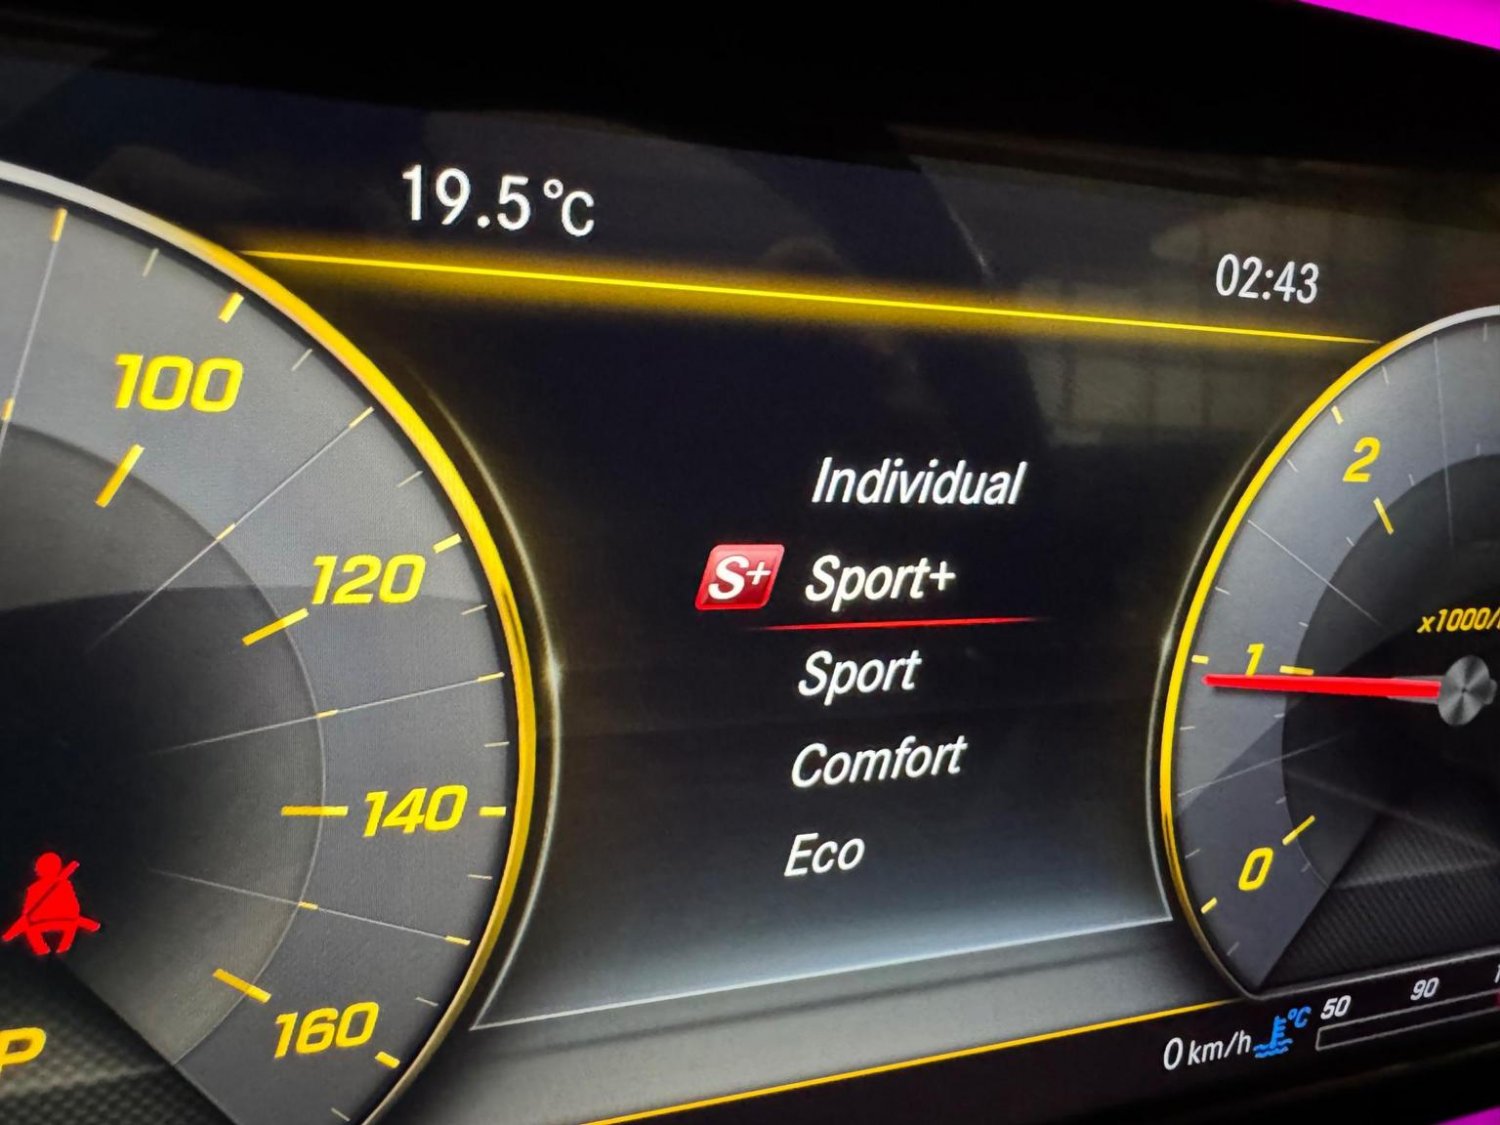 19.5°C
02:43
100
120
140
160
P
Individual
S+ Sport+
Sport
Comfort
Eco
2
x1000/
1
0
0 km/h °C 50 90